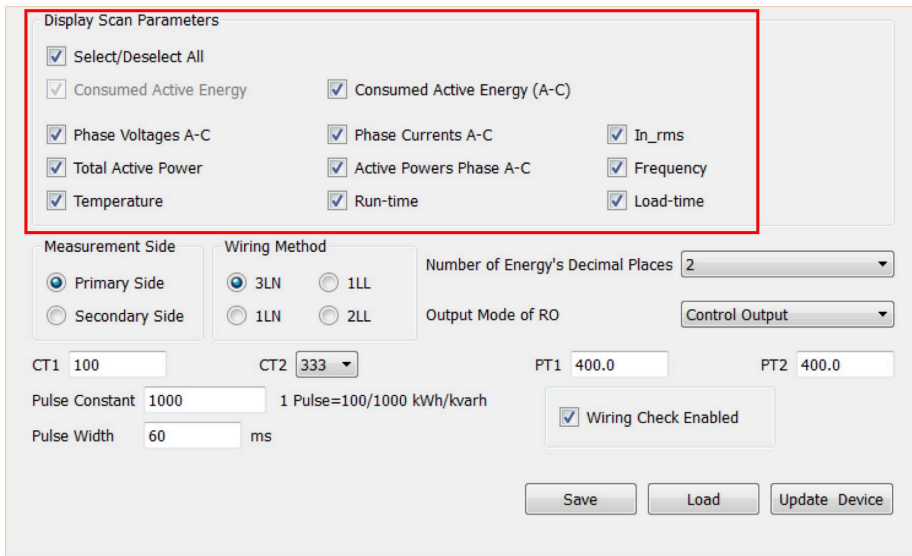 Display Scan Parameters
Select/Deselect All
Consumed Active Energy Consumed Active Energy (A-C)
Phase Voltages A-C Phase Currents A-C In_rms
Total Active Power Active Powers Phase A-C Frequency
Temperature Run-time Load-time
Measurement Side Wiring Method
Number of Energy's Decimal Places 2
Primary Side 3LN 1LL
Secondary Side 1LN 2LL Output Mode of RO Control Output
CT1 100 CT2 333 PT1 400.0 PT2 400.0
Pulse Constant 1000 1 Pulse=100/1000 kWh/kvarh
Wiring Check Enabled
Pulse Width 60 ms
Save Load Update Device